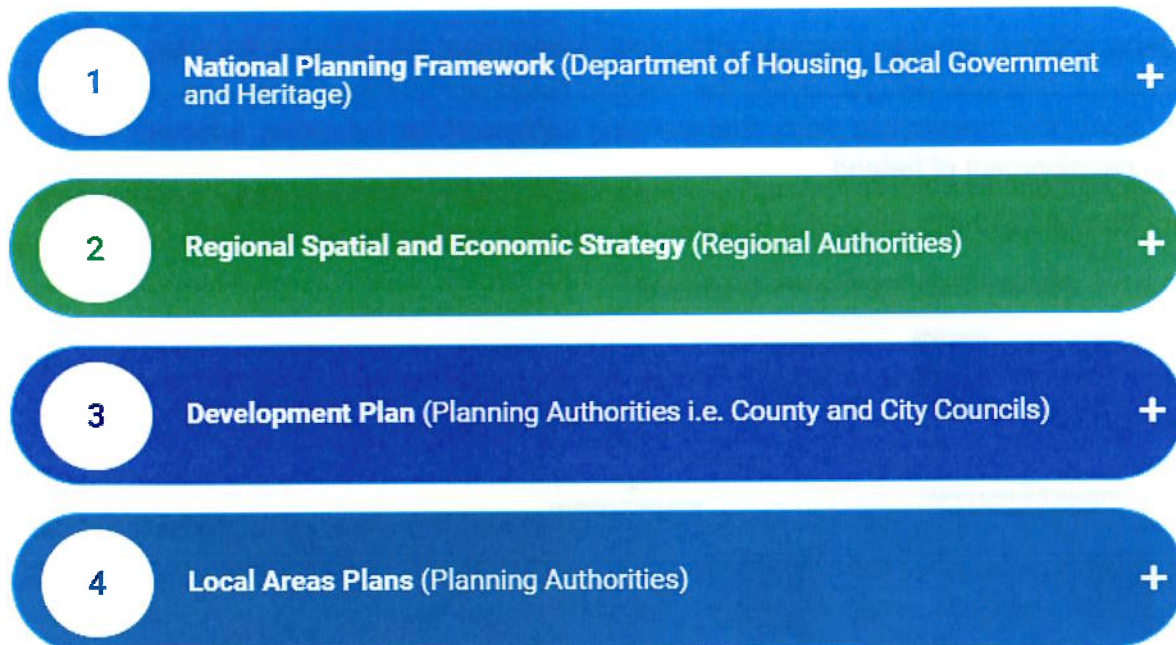 1
National Planning Framework (Department of Housing, Local Government
and Heritage)
+
2
Regional Spatial and Economic Strategy (Regional Authorities)
+
3
Development Plan (Planning Authorities i.e. County and City Councils)
+
4
Local Areas Plans (Planning Authorities)
+